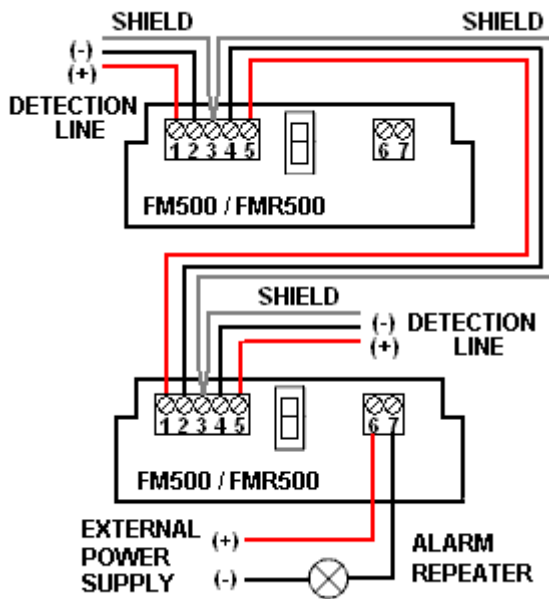 SHIELD
SHIELD
(-)
(+)
DETECTION
LINE
1 2 3 4 5
6 7
FM500 / FMR500
SHIELD
(-)
(+)
DETECTION
LINE
1 2 3 4 5
6 7
FM500 / FMR500
EXTERNAL
POWER
SUPPLY
(+)
(-)
ALARM
REPEATER